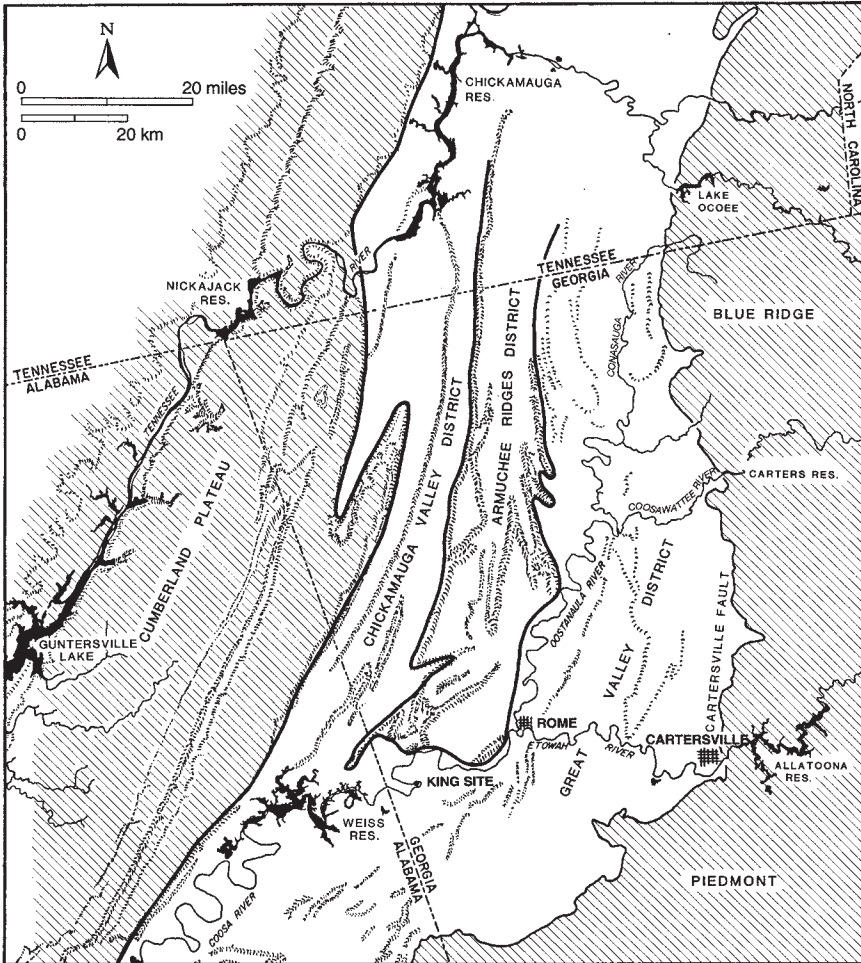 N
0 20 miles
0 20 km
CHICKAMAUGA
RES.
NORTH CAROLINA
LAKE
OCOEE
RIVER
TENNESSEE
GEORGIA
NICKAJACK
RES.
BLUE RIDGE
CONASAUGA RIVER
TENNESSEE
ALABAMA
TENNESSEE
CHICKAMAUGA VALLEY DISTRICT
ARMUCHEE RIDGES DISTRICT
CARTERS RES.
COOSAWATTEE RIVER
CUMBERLAND PLATEAU
OOSTANAULA RIVER
GREAT VALLEY DISTRICT
CARTERSVILLE FAULT
GUNTERSVILLE
LAKE
ROME
CARTERSVILLE
ETOWAH RIVER
ALLATOONA
RES.
KING SITE
WEISS
RES.
GEORGIA
ALABAMA
PIEDMONT
COOSA RIVER